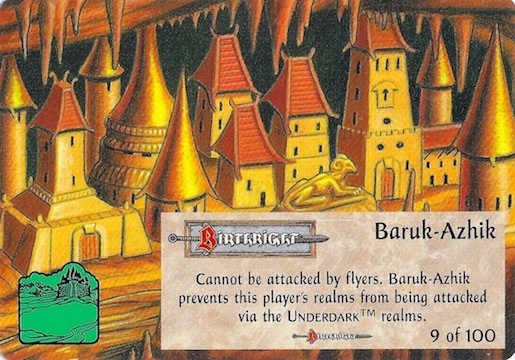 BIRTHRIGHT
Baruk-Azhik
Cannot be attacked by flyers. Baruk-Azhik
prevents this player's realms from being attacked
via the UNDERDARK™ realms.
BIRTHRIGHT
9 of 100